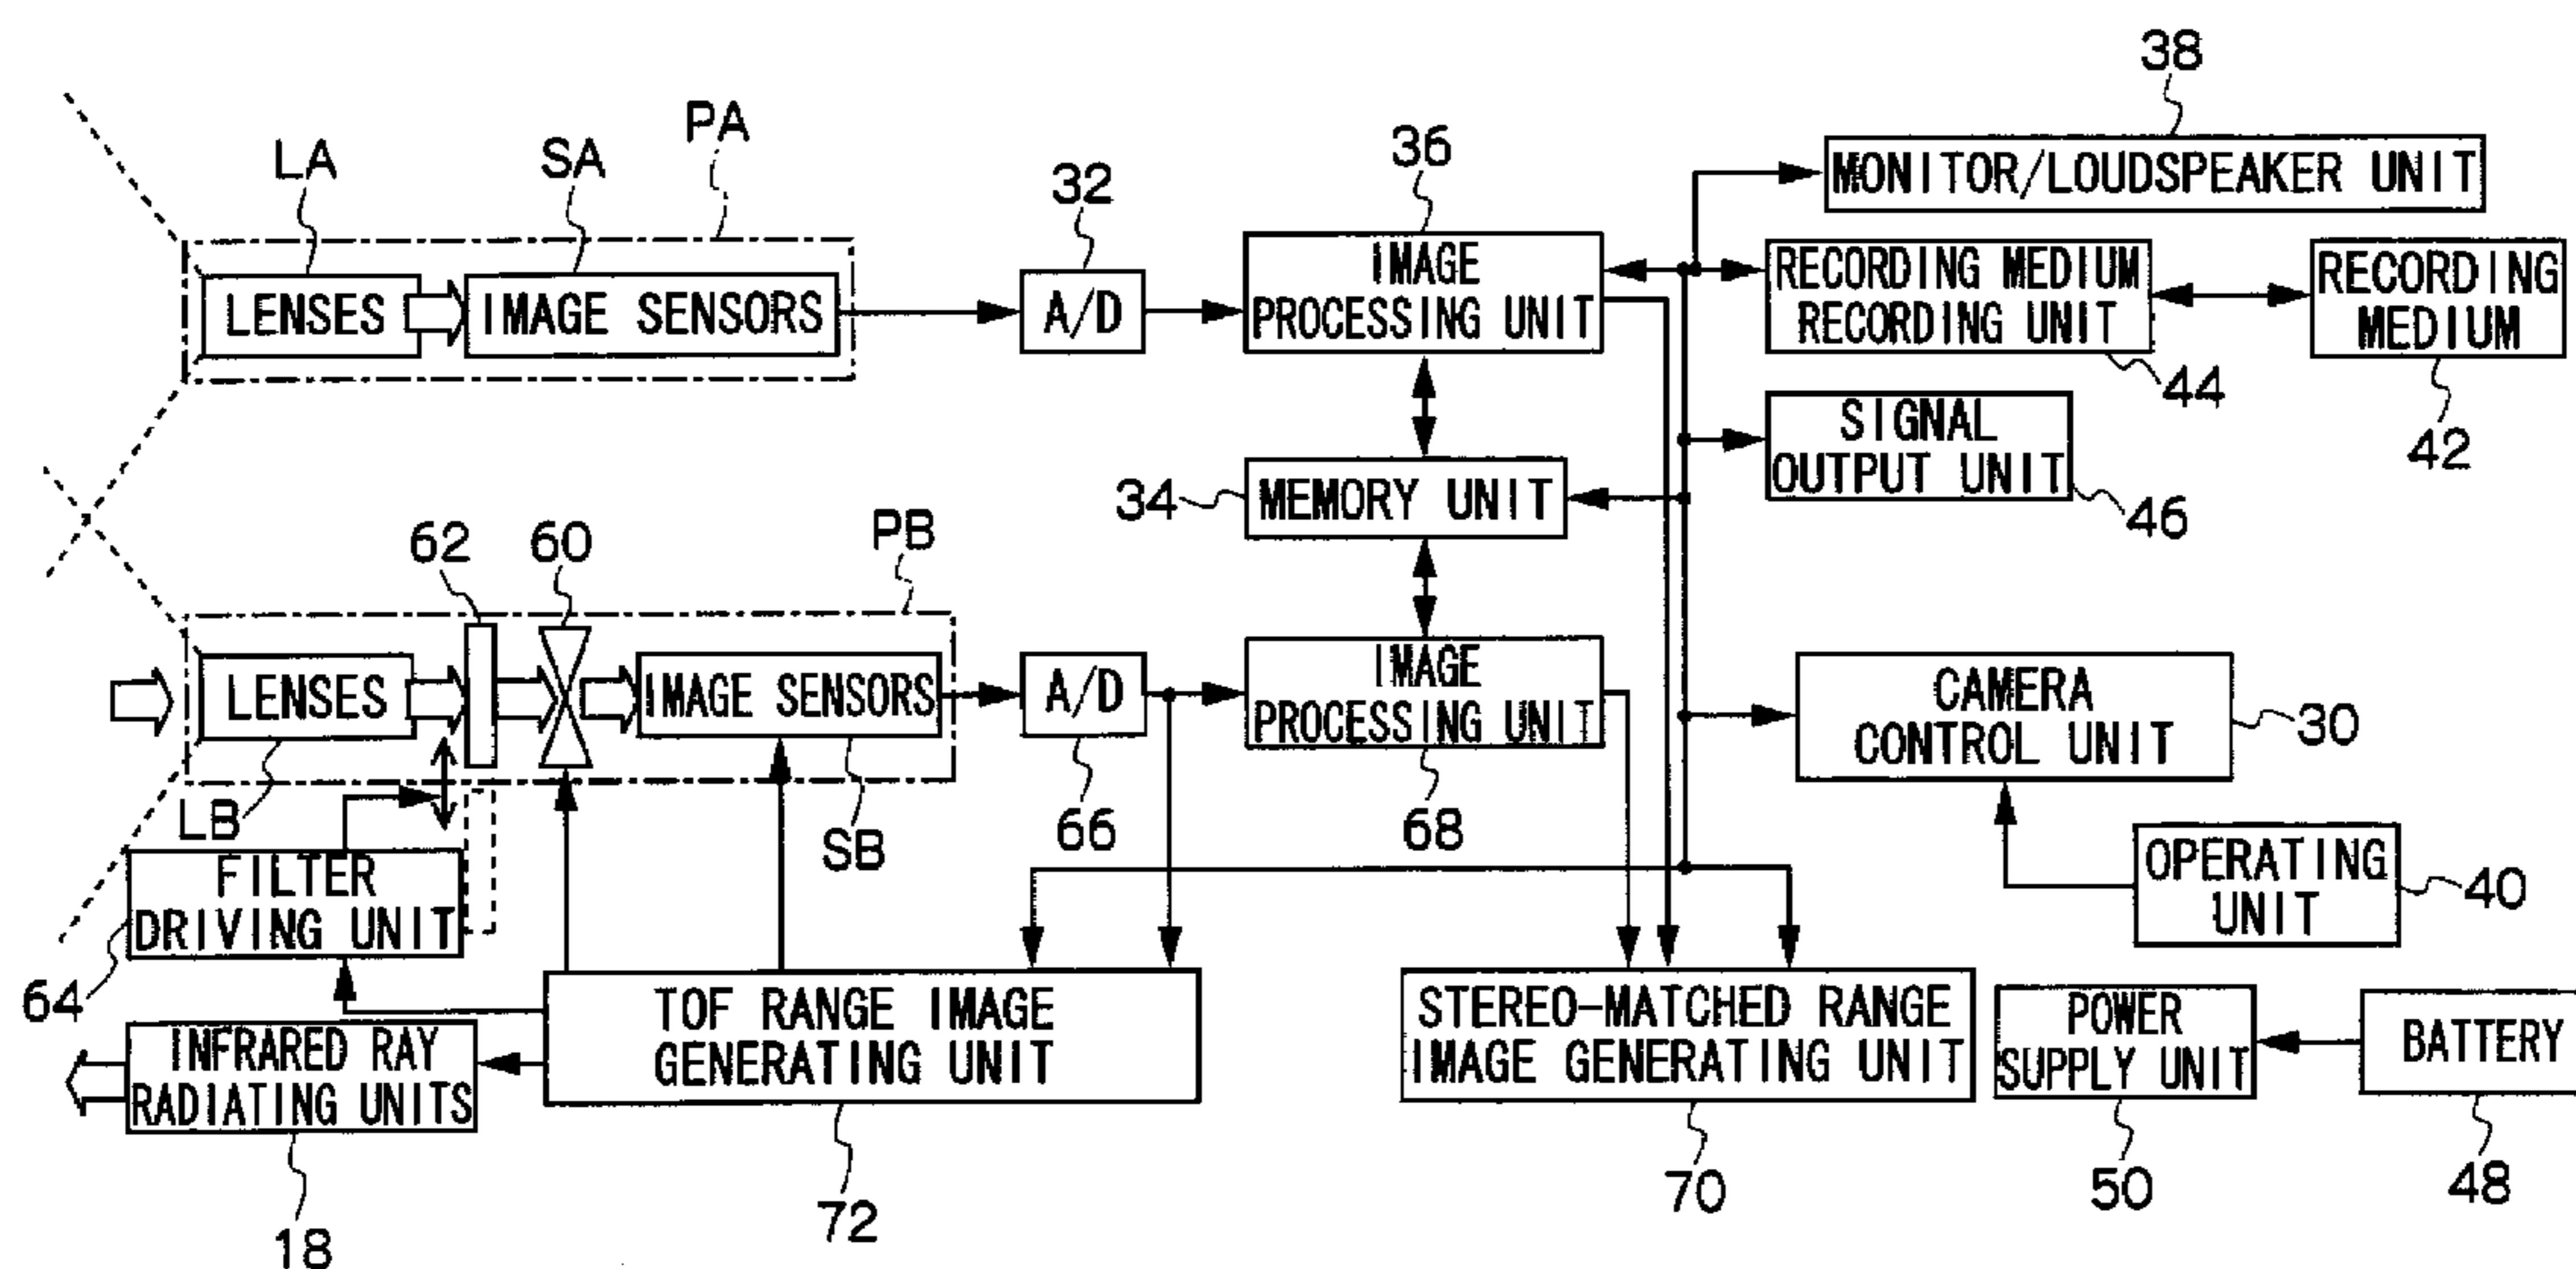 38
PA
36
LA
SA
32
MONITOR/LOUDSPEAKER UNIT
LENSES
IMAGE SENSORS
A/D
IMAGE
PROCESSING UNIT
RECORDING MEDIUM
RECORDING UNIT
RECORDING
MEDIUM
44
42
SIGNAL
OUTPUT UNIT
46
34
MEMORY UNIT
62
60
PB
LENSES
IMAGE SENSORS
A/D
IMAGE
PROCESSING UNIT
CAMERA
CONTROL UNIT
30
LB
SB
66
68
FILTER
DRIVING UNIT
64
OPERATING
UNIT
40
TOF RANGE IMAGE
GENERATING UNIT
STEREO-MATCHED RANGE
IMAGE GENERATING UNIT
POWER
SUPPLY UNIT
BATTERY
INFRARED RAY
RADIATING UNITS
18
72
70
50
48